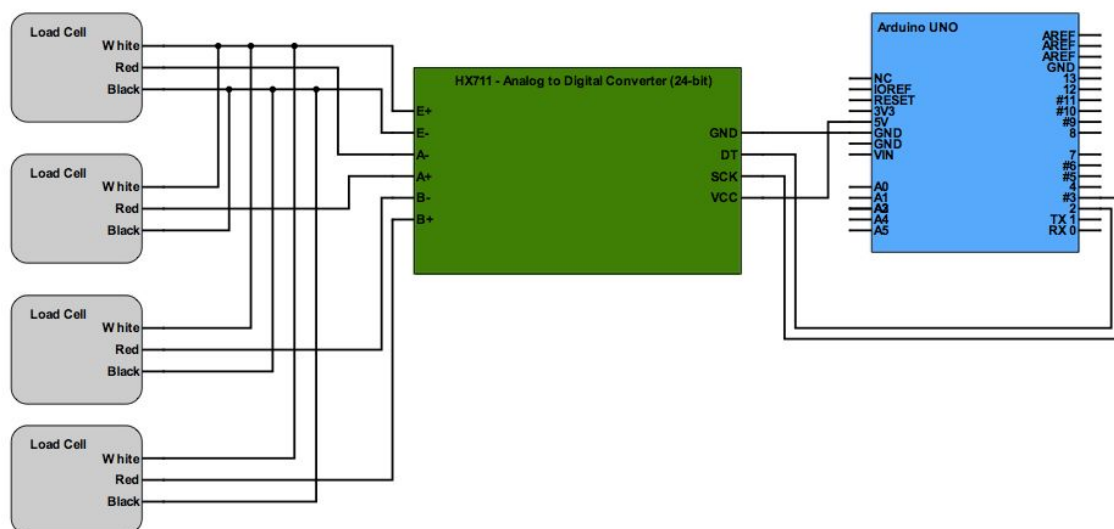 Load Cell
White
Red
Black
Load Cell
White
Red
Black
Load Cell
White
Red
Black
Load Cell
White
Red
Black
HX711 - Analog to Digital Converter (24-bit)
E+
E-
A-
A+
B-
B+
GND
DT
SCK
VCC
Arduino UNO
NC
IOREF
RESET
3V3
5V
GND
GND
VIN
A0
A1
A4
A5
AREF
AREF
AREF
GND
13
12
#11
#10
#9
8
7
#6
#5
4
#3
2
TX 1
RX 0